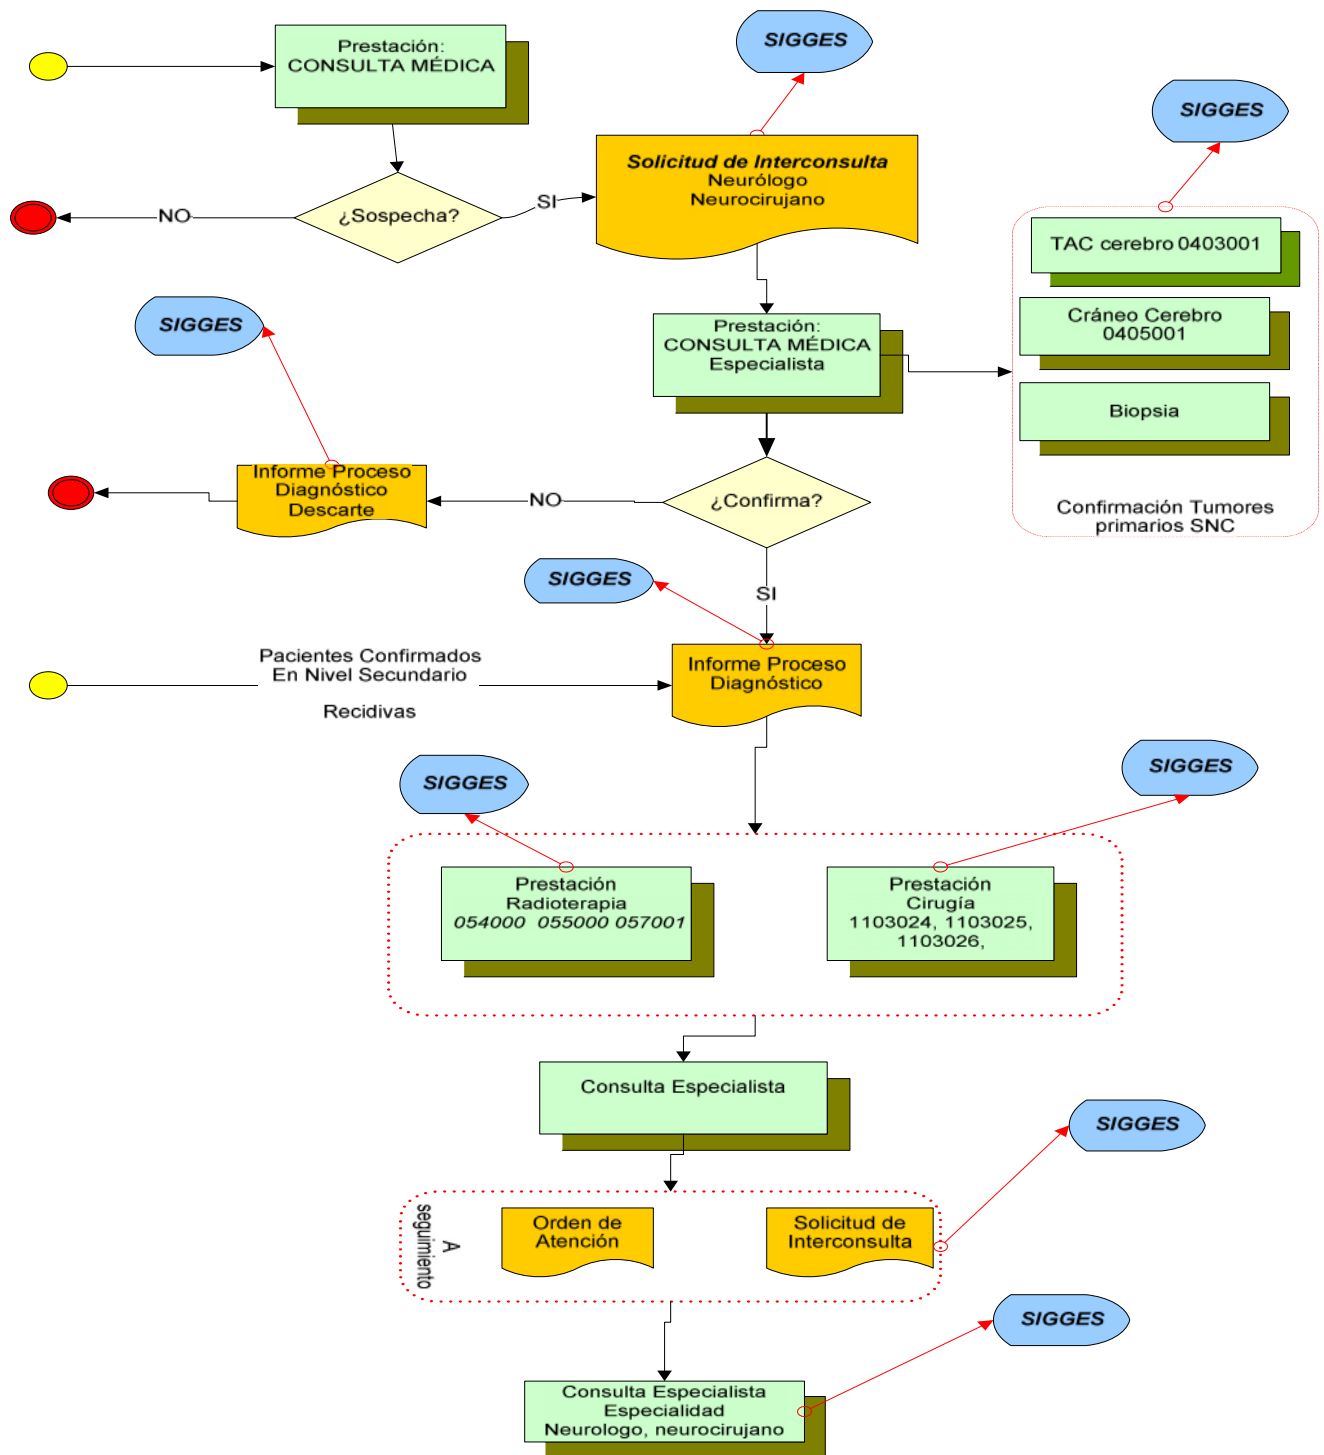 Prestación:
CONSULTA MÉDICA
SIGGES
SIGGES
Solicitud de Interconsulta
Neurólogo
Neurocirujano
¿Sospecha?
NO
SI
TAC cerebro 0403001
Cráneo Cerebro
0405001
Biopsia
Confirmación Tumores
primarios SNC
SIGGES
Prestación:
CONSULTA MÉDICA
Especialista
Informe Proceso
Diagnóstico
Descarte
NO
¿Confirma?
SI
SIGGES
Pacientes Confirmados
En Nivel Secundario
Recidivas
Informe Proceso
Diagnóstico
SIGGES
SIGGES
Prestación
Radioterapia
054000 055000 057001
Prestación
Cirugía
1103024, 1103025,
1103026,
Consulta Especialista
SIGGES
A
seguimiento
Orden de
Atención
Solicitud de
Interconsulta
SIGGES
Consulta Especialista
Especialidad
Neurologo, neurocirujano